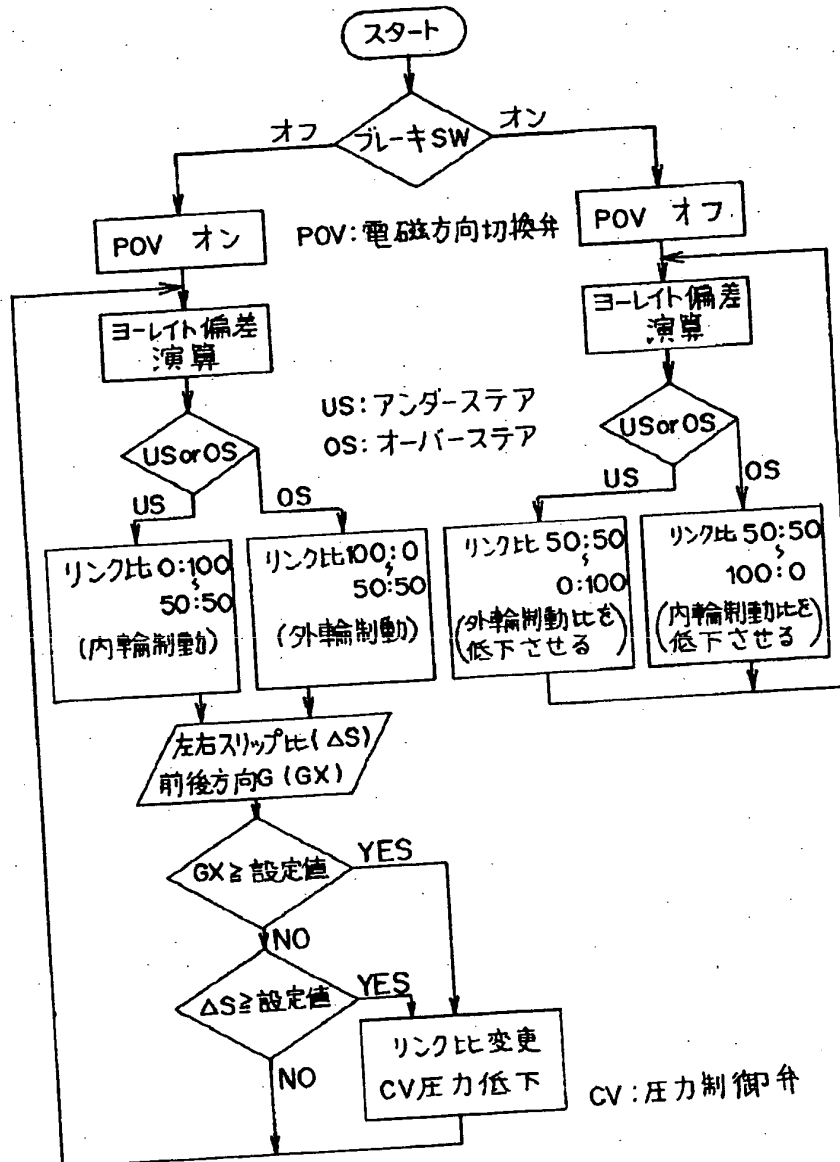 スタート
ブレーキSW
オフ
オン
POV オン
POV:電磁方向切換弁
POV オフ
ヨーレイト偏差
演算
ヨーレイト偏差
演算
US:アンダーステア
OS:オーバーステア
USorOS
US
OS
USorOS
US
OS
リンク比0:100
~
50:50
(内輪制動)
リンク比100:0
~
50:50
(外輪制動)
リンク比 50:50
~
0:100
(外輪制動比を
低下させる)
リンク比 50:50
~
100:0
(内輪制動比を
低下させる)
左右スリップ比(ΔS)
前後方向G(GX)
GX≧設定値
YES
NO
ΔS≧設定値
YES
NO
リンク比変更
CV圧力低下
CV:圧力制御弁